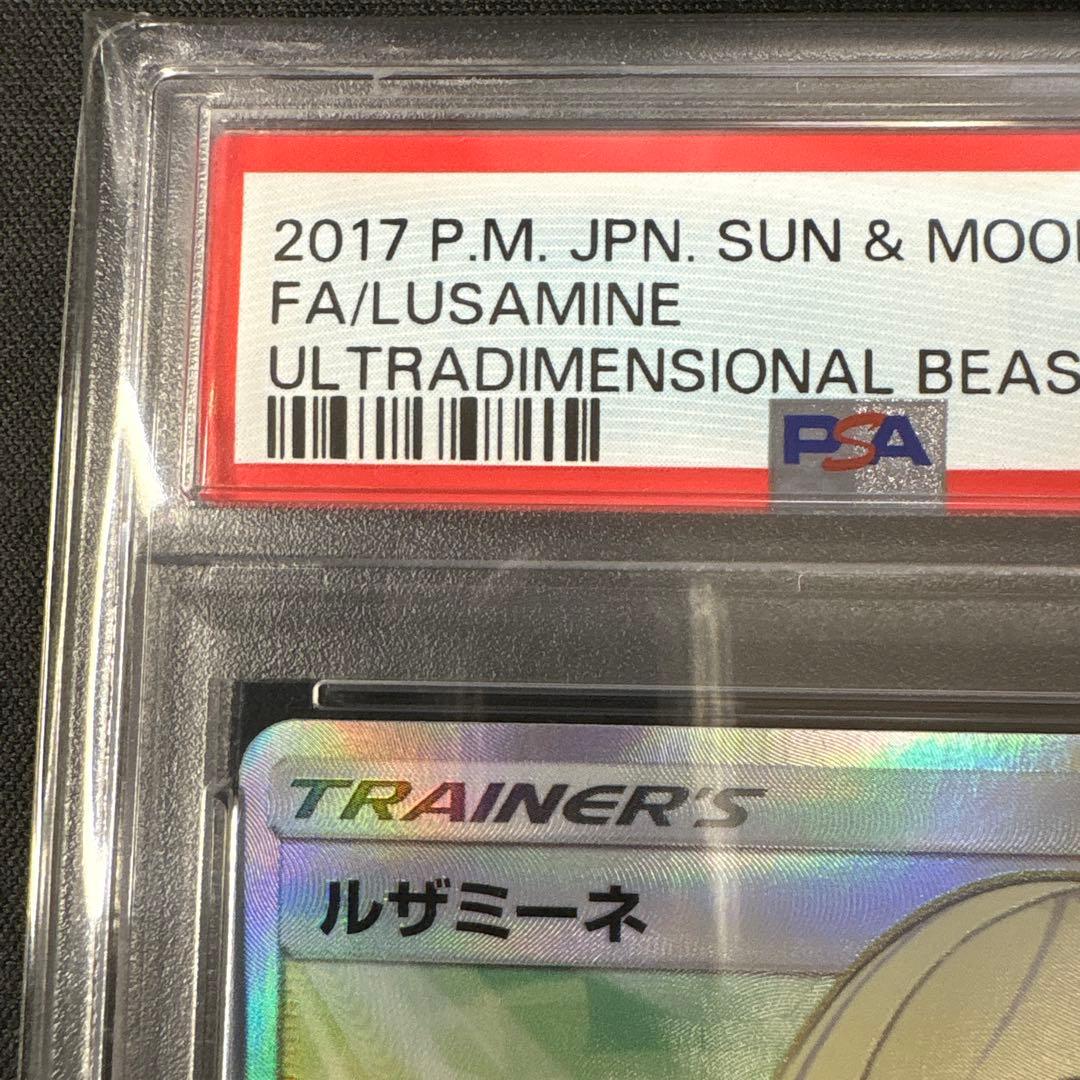 2017 P.M. JPN. SUN & MOO
FA/LUSAMINE
ULTRADIMENSIONAL BEAS
PSA
TRAINER'S
ルザミーネ